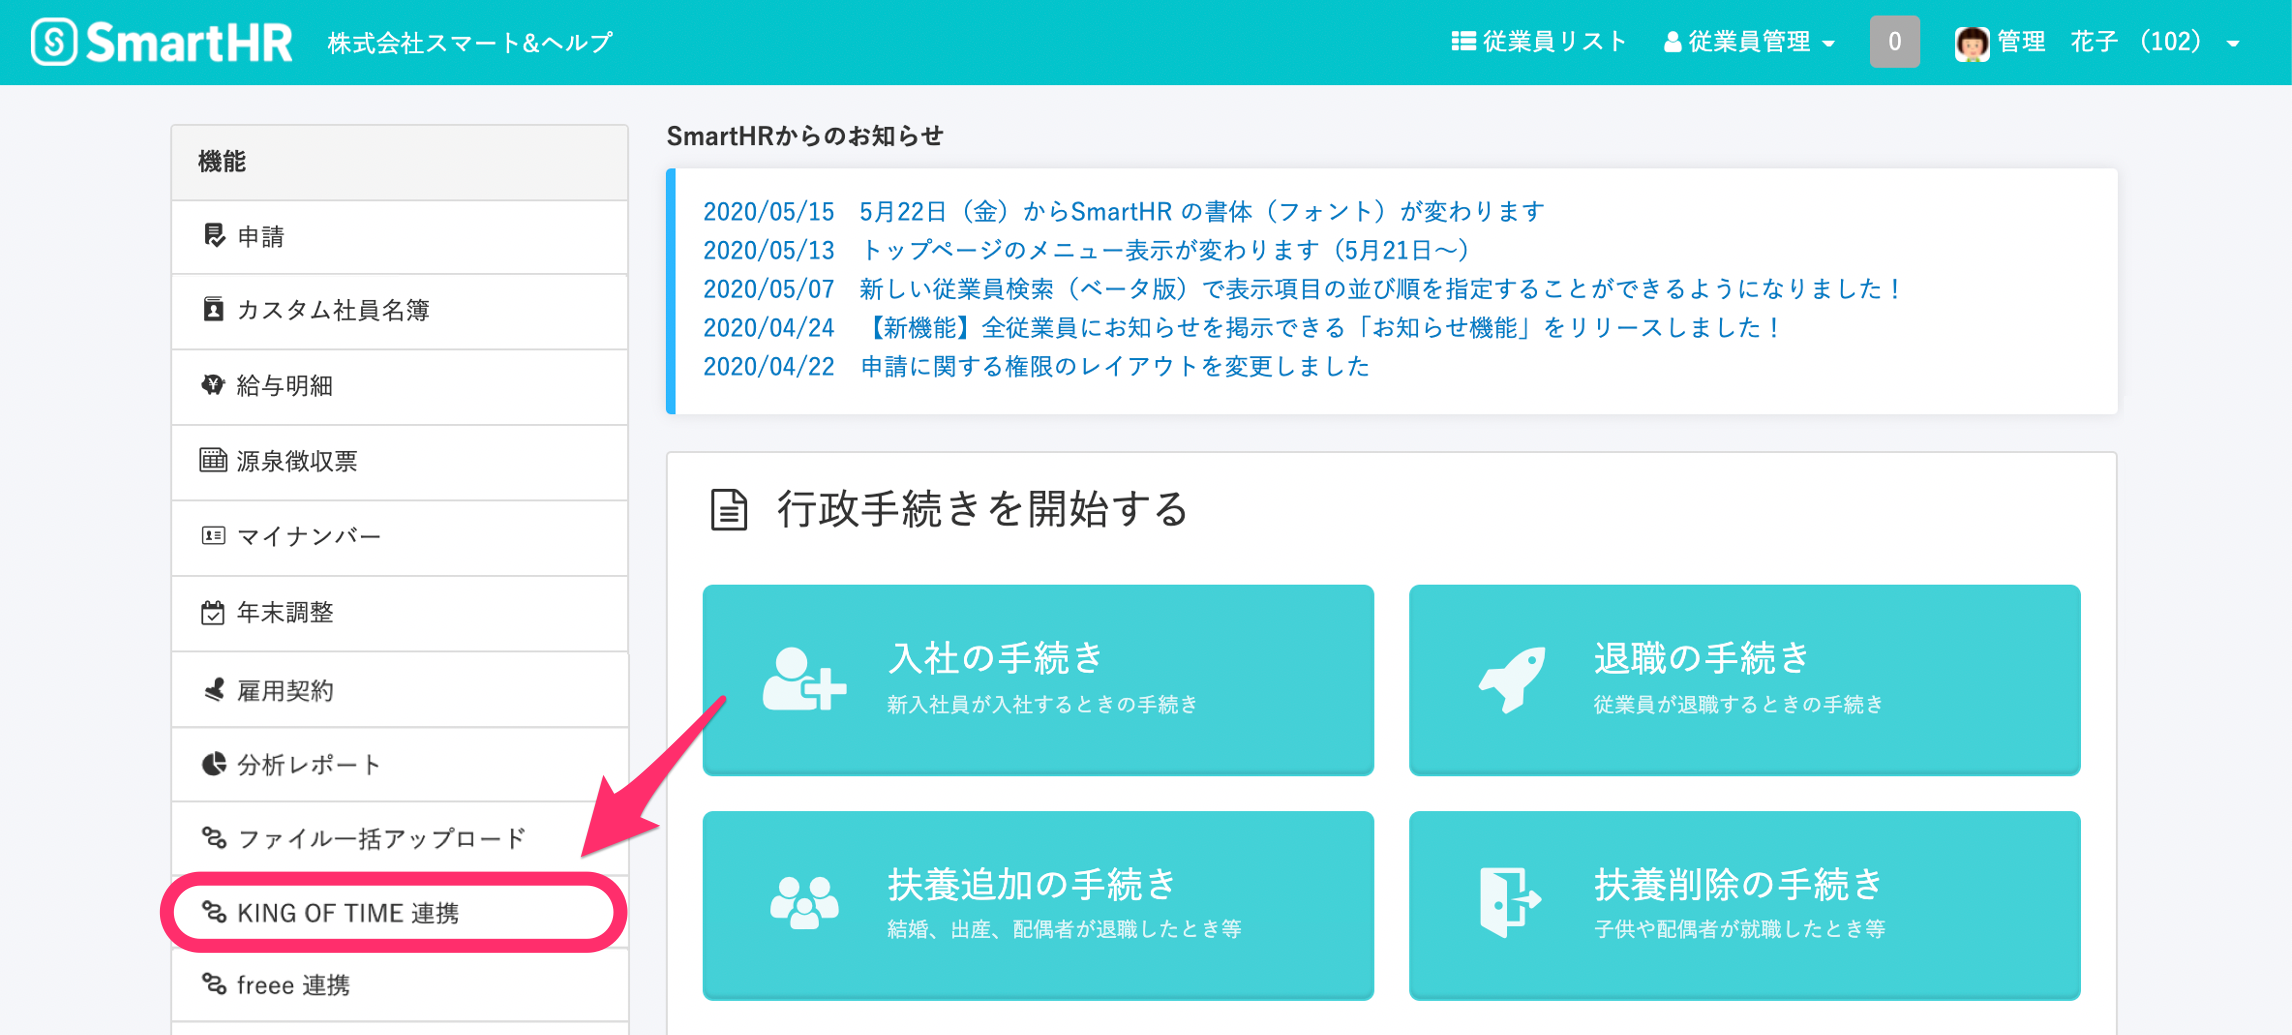 SmartHR 株式会社スマート&ヘルプ 従業員リスト 従業員管理 0 管理 花子 (102)
機能
申請
カスタム社員名簿
給与明細
源泉徴収票
マイナンバー
年末調整
雇用契約
分析レポート
ファイル一括アップロード
KING OF TIME 連携
freee 連携
SmartHRからのお知らせ
2020/05/15 5月22日（金）からSmartHR の書体（フォント）が変わります
2020/05/13 トップページのメニュー表示が変わります（5月21日〜）
2020/05/07 新しい従業員検索（ベータ版）で表示項目の並び順を指定することができるようになりました！
2020/04/24 【新機能】全従業員にお知らせを掲示できる「お知らせ機能」をリリースしました！
2020/04/22 申請に関する権限のレイアウトを変更しました
行政手続きを開始する
入社の手続き
新入社員が入社するときの手続き
退職の手続き
従業員が退職するときの手続き
扶養追加の手続き
結婚、出産、配偶者が退職したとき等
扶養削除の手続き
子供や配偶者が就職したとき等